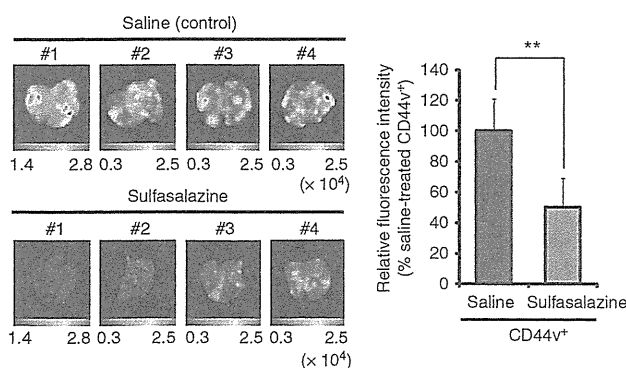 Saline (control)
#1 #2 #3 #4
1.4 2.8 0.3 2.5 0.3 2.5 0.3 2.5
(× 10⁴)
Sulfasalazine
#1 #2 #3 #4
1.4 2.8 0.3 2.5 0.3 2.5 0.3 2.5
(× 10⁴)
Relative fluorescence intensity
(% saline-treated CD44v⁺)
140
120
100
80
60
40
20
0
**
Saline Sulfasalazine
CD44v⁺